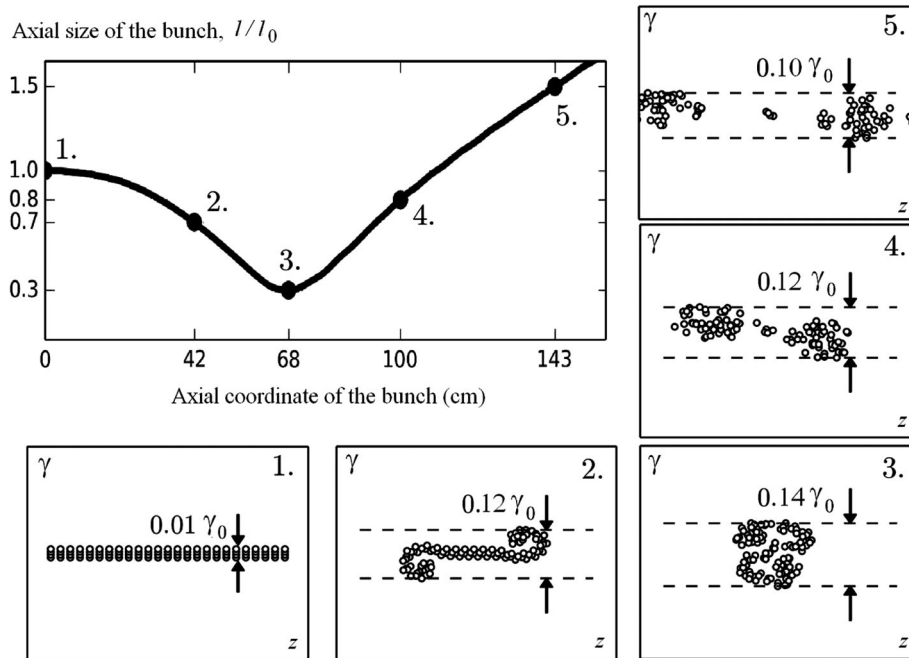 Axial size of the bunch, l/l₀
1.5
1.0
0.8
0.7
0.3
1.
2.
3.
4.
5.
0 42 68 100 143
Axial coordinate of the bunch (cm)
γ 5.
0.10 γ₀
z
γ 4.
0.12 γ₀
z
γ 1.
0.01 γ₀
z
γ 2.
0.12 γ₀
z
γ 3.
0.14 γ₀
z